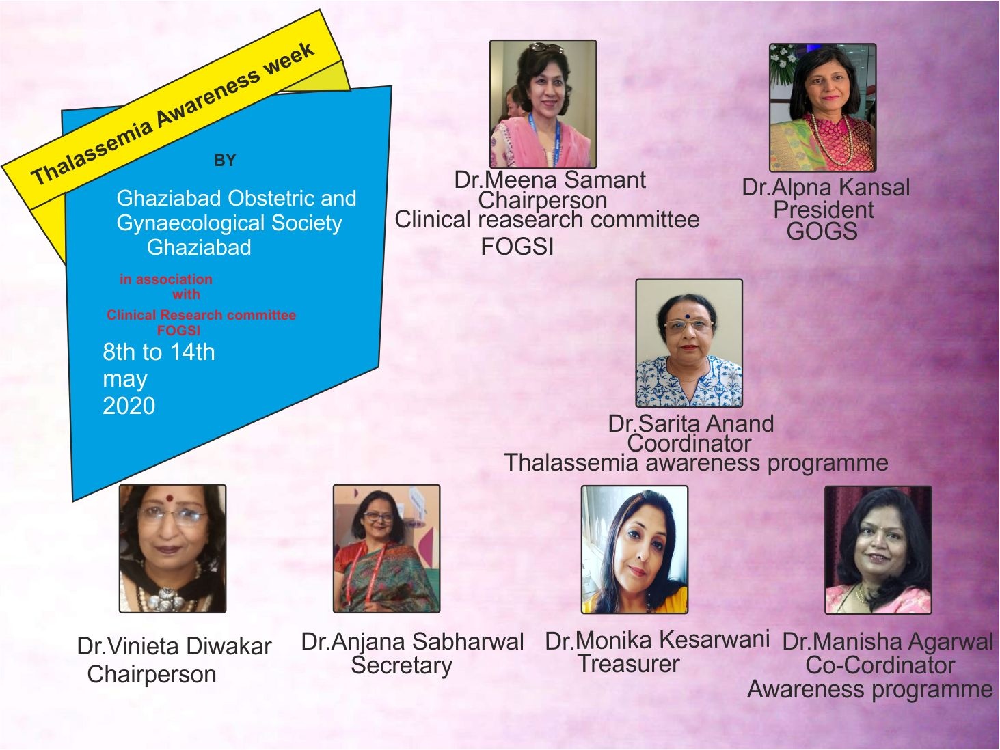 Thalassemia Awareness week
BY
Ghaziabad Obstetric and
Gynaecological Society
Ghaziabad
in association
with
Clinical Research committee
FOGSI
8th to 14th
may
2020
Dr.Meena Samant
Chairperson
Clinical reasearch committee
FOGSI
Dr.Alpna Kansal
President
GOGS
Dr.Sarita Anand
Coordinator
Thalassemia awareness programme
Dr.Vinieta Diwakar
Chairperson
Dr.Anjana Sabharwal
Secretary
Dr.Monika Kesarwani
Treasurer
Dr.Manisha Agarwal
Co-Cordinator
Awareness programme